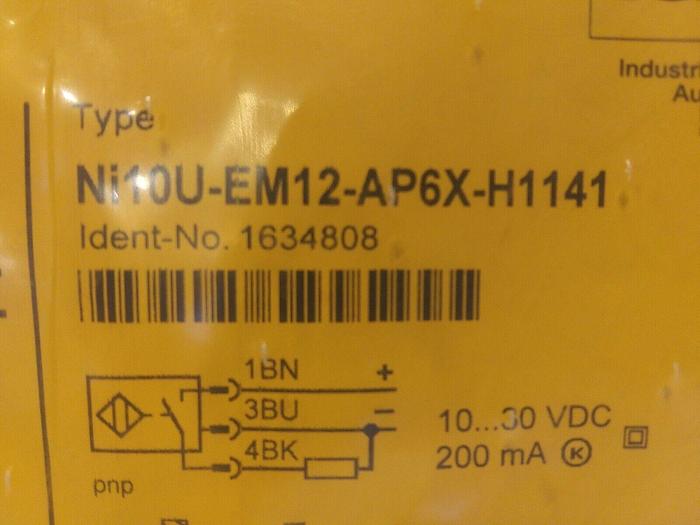 Industri
Au
Type
Ni10U-EM12-AP6X-H1141
Ident-No. 1634808
1BN +
3BU −
4BK
10...30 VDC
200 mA K
pnp